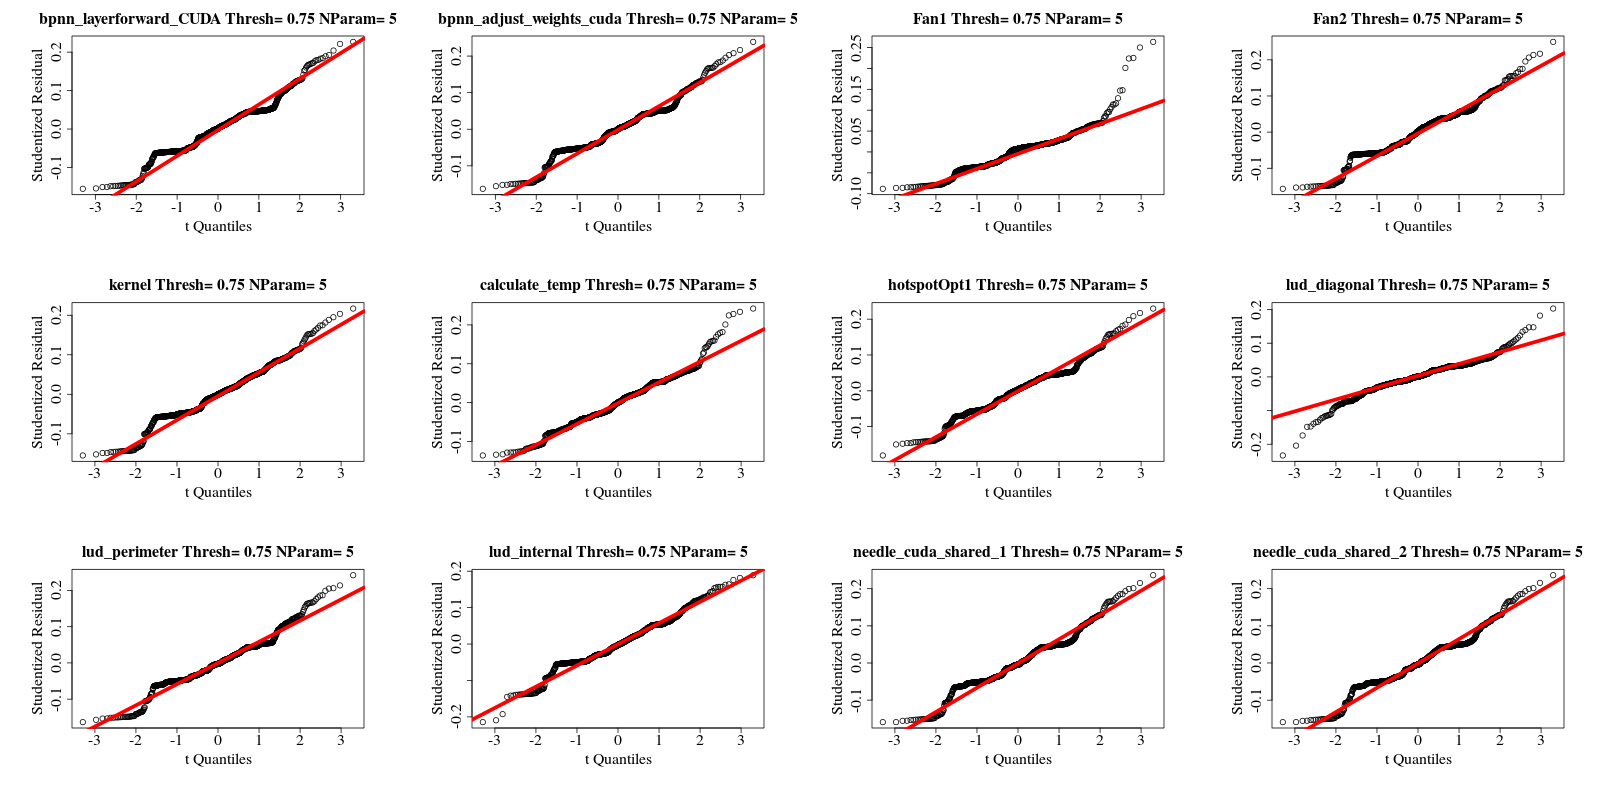 bpnn_layerforward_CUDA Thresh= 0.75 NParam= 5
Studentized Residual
-0.1 0.0 0.1 0.2
-3 -2 -1 0 1 2 3
t Quantiles
bpnn_adjust_weights_cuda Thresh= 0.75 NParam= 5
Studentized Residual
-0.1 0.0 0.1 0.2
-3 -2 -1 0 1 2 3
t Quantiles
Fan1 Thresh= 0.75 NParam= 5
Studentized Residual
-0.10 0.05 0.15 0.25
-3 -2 -1 0 1 2 3
t Quantiles
Fan2 Thresh= 0.75 NParam= 5
Studentized Residual
-0.1 0.0 0.1 0.2
-3 -2 -1 0 1 2 3
t Quantiles
kernel Thresh= 0.75 NParam= 5
Studentized Residual
-0.1 0.0 0.1 0.2
-3 -2 -1 0 1 2 3
t Quantiles
calculate_temp Thresh= 0.75 NParam= 5
Studentized Residual
-0.1 0.0 0.1 0.2
-3 -2 -1 0 1 2 3
t Quantiles
hotspotOpt1 Thresh= 0.75 NParam= 5
Studentized Residual
-0.1 0.0 0.1 0.2
-3 -2 -1 0 1 2 3
t Quantiles
lud_diagonal Thresh= 0.75 NParam= 5
Studentized Residual
-0.2 0.0 0.1 0.2
-3 -2 -1 0 1 2 3
t Quantiles
lud_perimeter Thresh= 0.75 NParam= 5
Studentized Residual
-0.1 0.0 0.1 0.2
-3 -2 -1 0 1 2 3
t Quantiles
lud_internal Thresh= 0.75 NParam= 5
Studentized Residual
-0.2 0.0 0.1 0.2
-3 -2 -1 0 1 2 3
t Quantiles
needle_cuda_shared_1 Thresh= 0.75 NParam= 5
Studentized Residual
-0.1 0.0 0.1 0.2
-3 -2 -1 0 1 2 3
t Quantiles
needle_cuda_shared_2 Thresh= 0.75 NParam= 5
Studentized Residual
-0.1 0.0 0.1 0.2
-3 -2 -1 0 1 2 3
t Quantiles